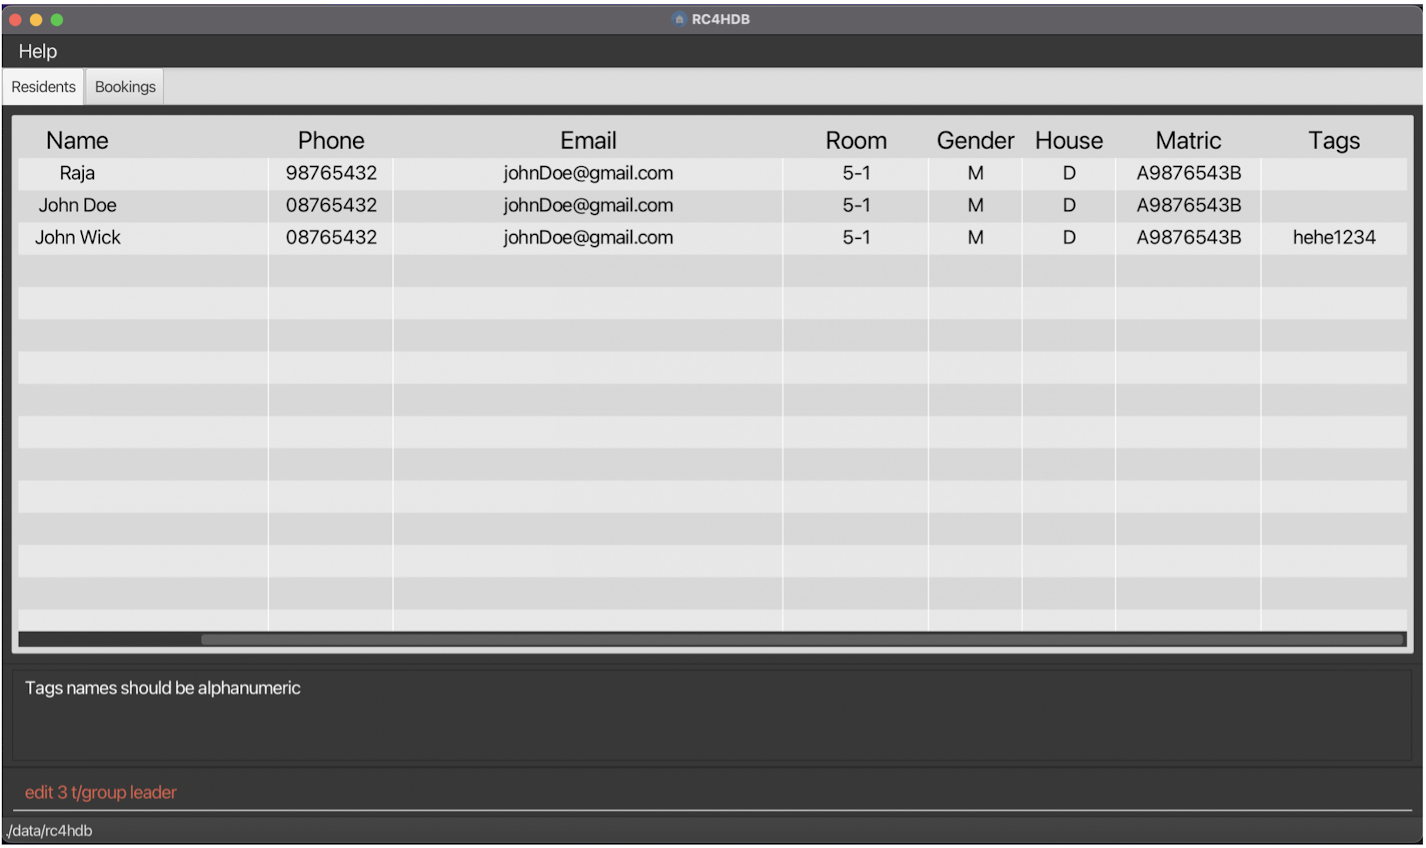 RC4HDB
Help
Residents Bookings
Name Phone Email Room Gender House Matric Tags
Raja 98765432 johnDoe@gmail.com 5-1 M D A9876543B
John Doe 08765432 johnDoe@gmail.com 5-1 M D A9876543B
John Wick 08765432 johnDoe@gmail.com 5-1 M D A9876543B hehe1234
Tags names should be alphanumeric
edit 3 t/group leader
./data/rc4hdb